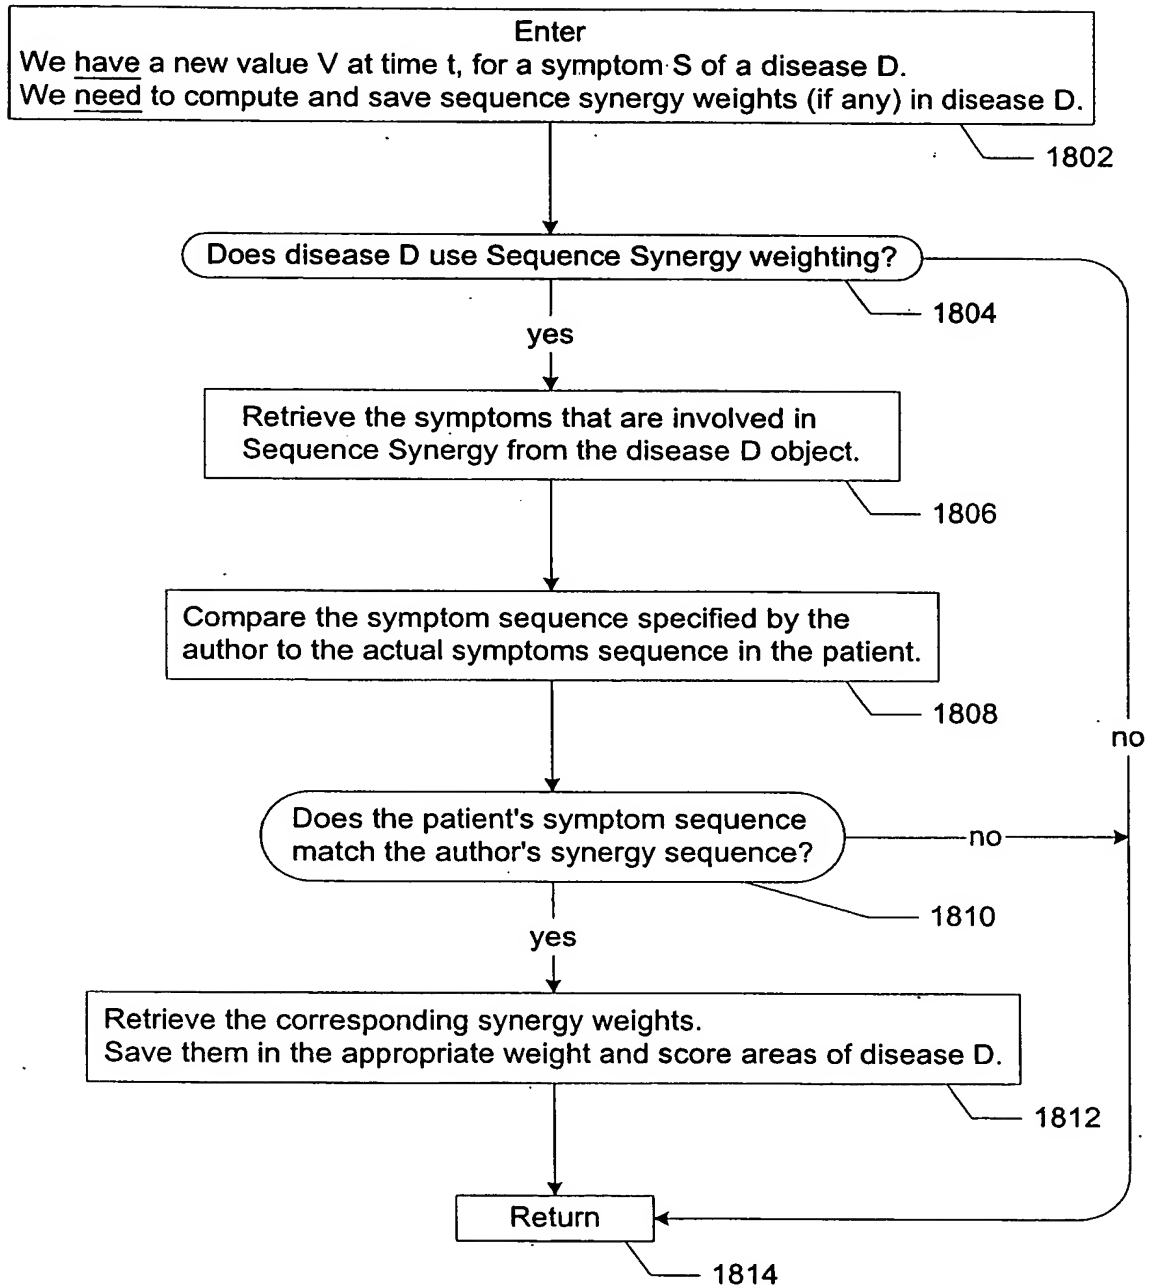 Enter
We have a new value V at time t, for a symptom S of a disease D.
We need to compute and save sequence synergy weights (if any) in disease D.
1802
Does disease D use Sequence Synergy weighting?
1804
yes
Retrieve the symptoms that are involved in
Sequence Synergy from the disease D object.
1806
Compare the symptom sequence specified by the
author to the actual symptoms sequence in the patient.
1808
no
Does the patient's symptom sequence
match the author's synergy sequence?
no
1810
yes
Retrieve the corresponding synergy weights.
Save them in the appropriate weight and score areas of disease D.
1812
Return
1814